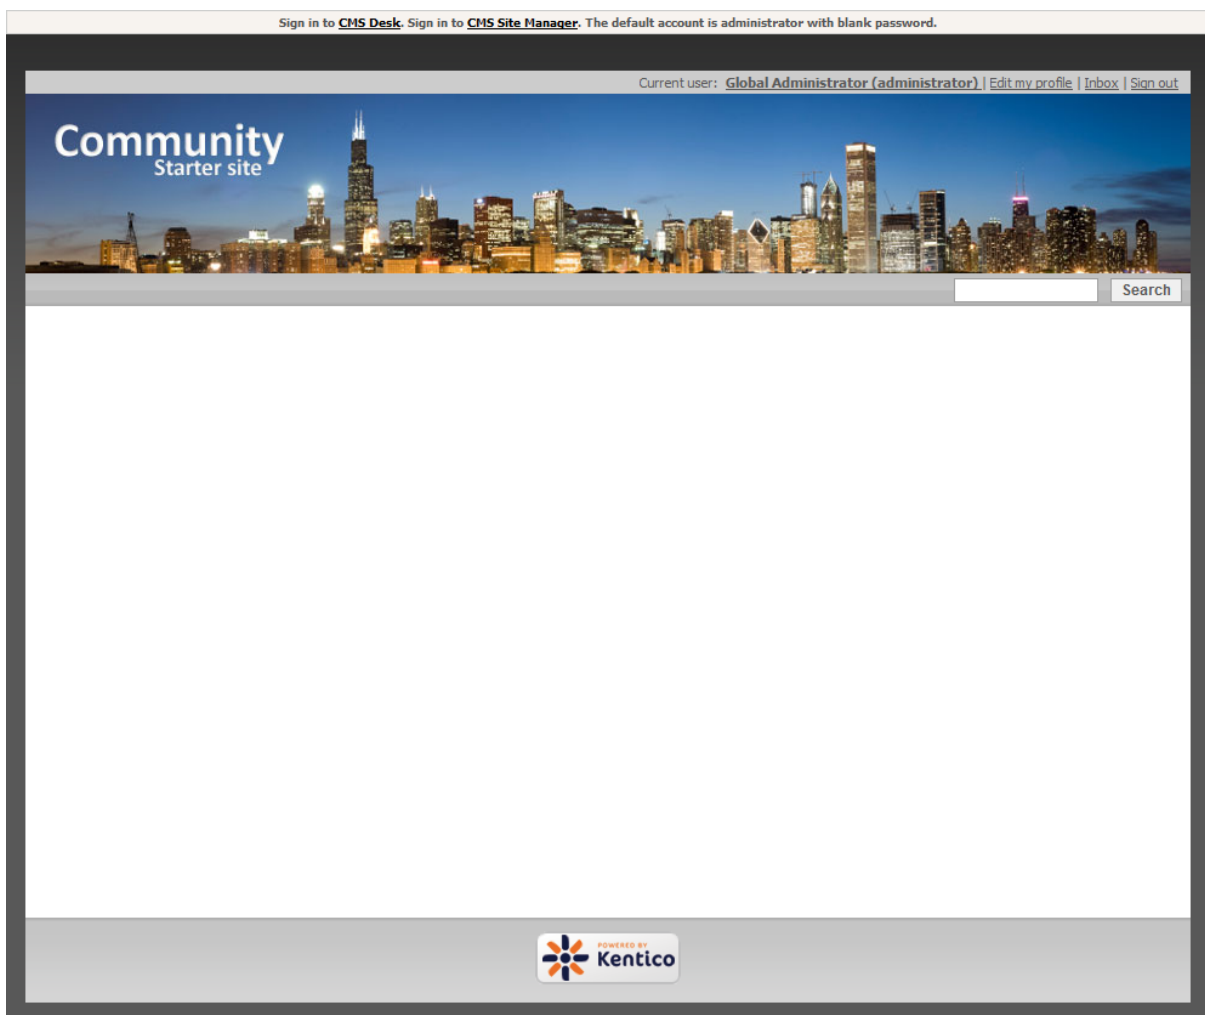 Sign in to CMS Desk. Sign in to CMS Site Manager. The default account is administrator with blank password.
Current user: Global Administrator (administrator) | Edit my profile | Inbox | Sign out
Community
Starter site
Search
POWERED BY
Kentico